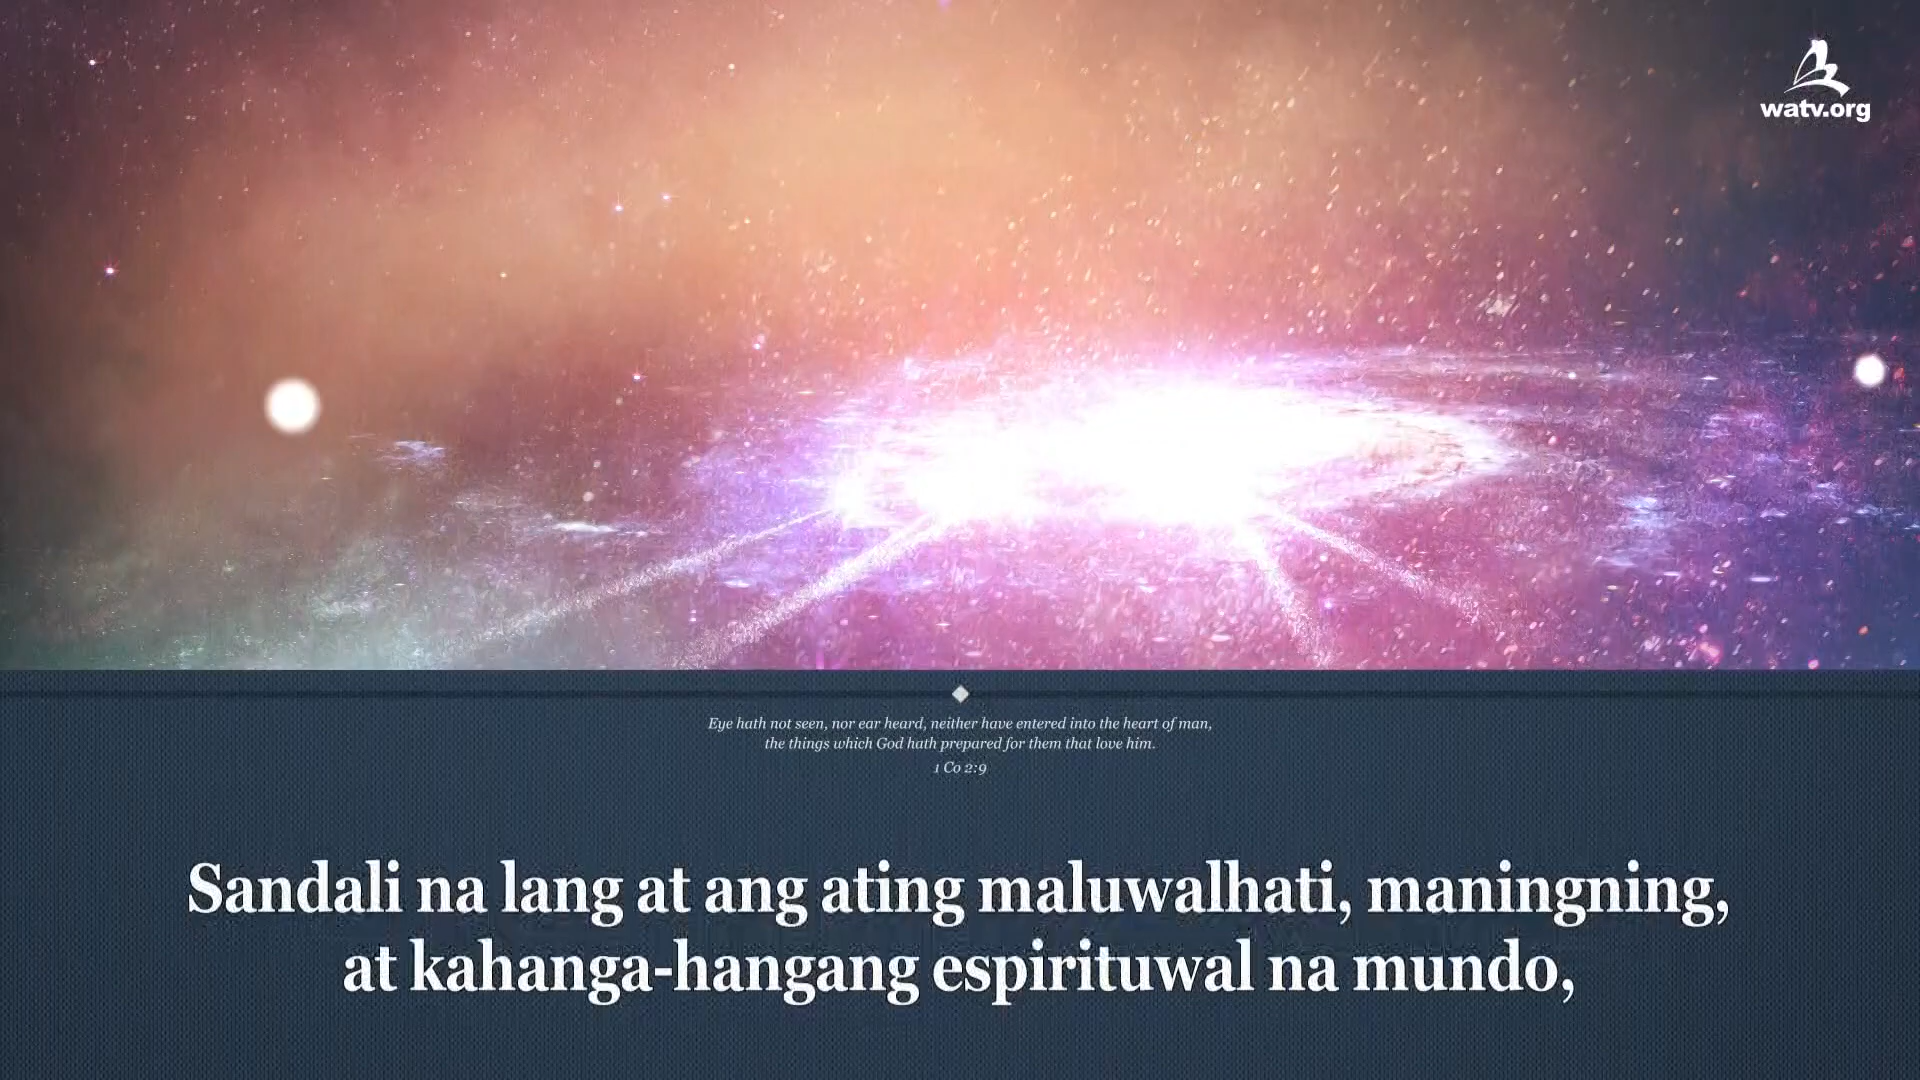 watv.org
Eye hath not seen, nor ear heard, neither have entered into the heart of man,
the things which God hath prepared for them that love him.
1 Co 2:9
Sandali na lang at ang ating maluwalhati, maningning,
at kahanga-hangang espirituwal na mundo,